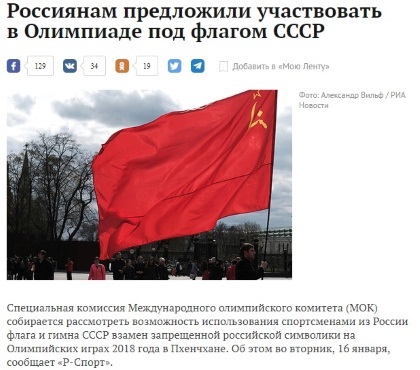 Россиянам предложили участвовать
в Олимпиаде под флагом СССР
129
34
19
Добавить в «Мою Ленту»
Фото: Александр Вильф / РИА
Новости
Специальная комиссия Международного олимпийского комитета (МОК)
собирается рассмотреть возможность использования спортсменами из России
флага и гимна СССР взамен запрещенной российской символики на
Олимпийских играх 2018 года в Пхенчхане. Об этом во вторник, 16 января,
сообщает «Р-Спорт».